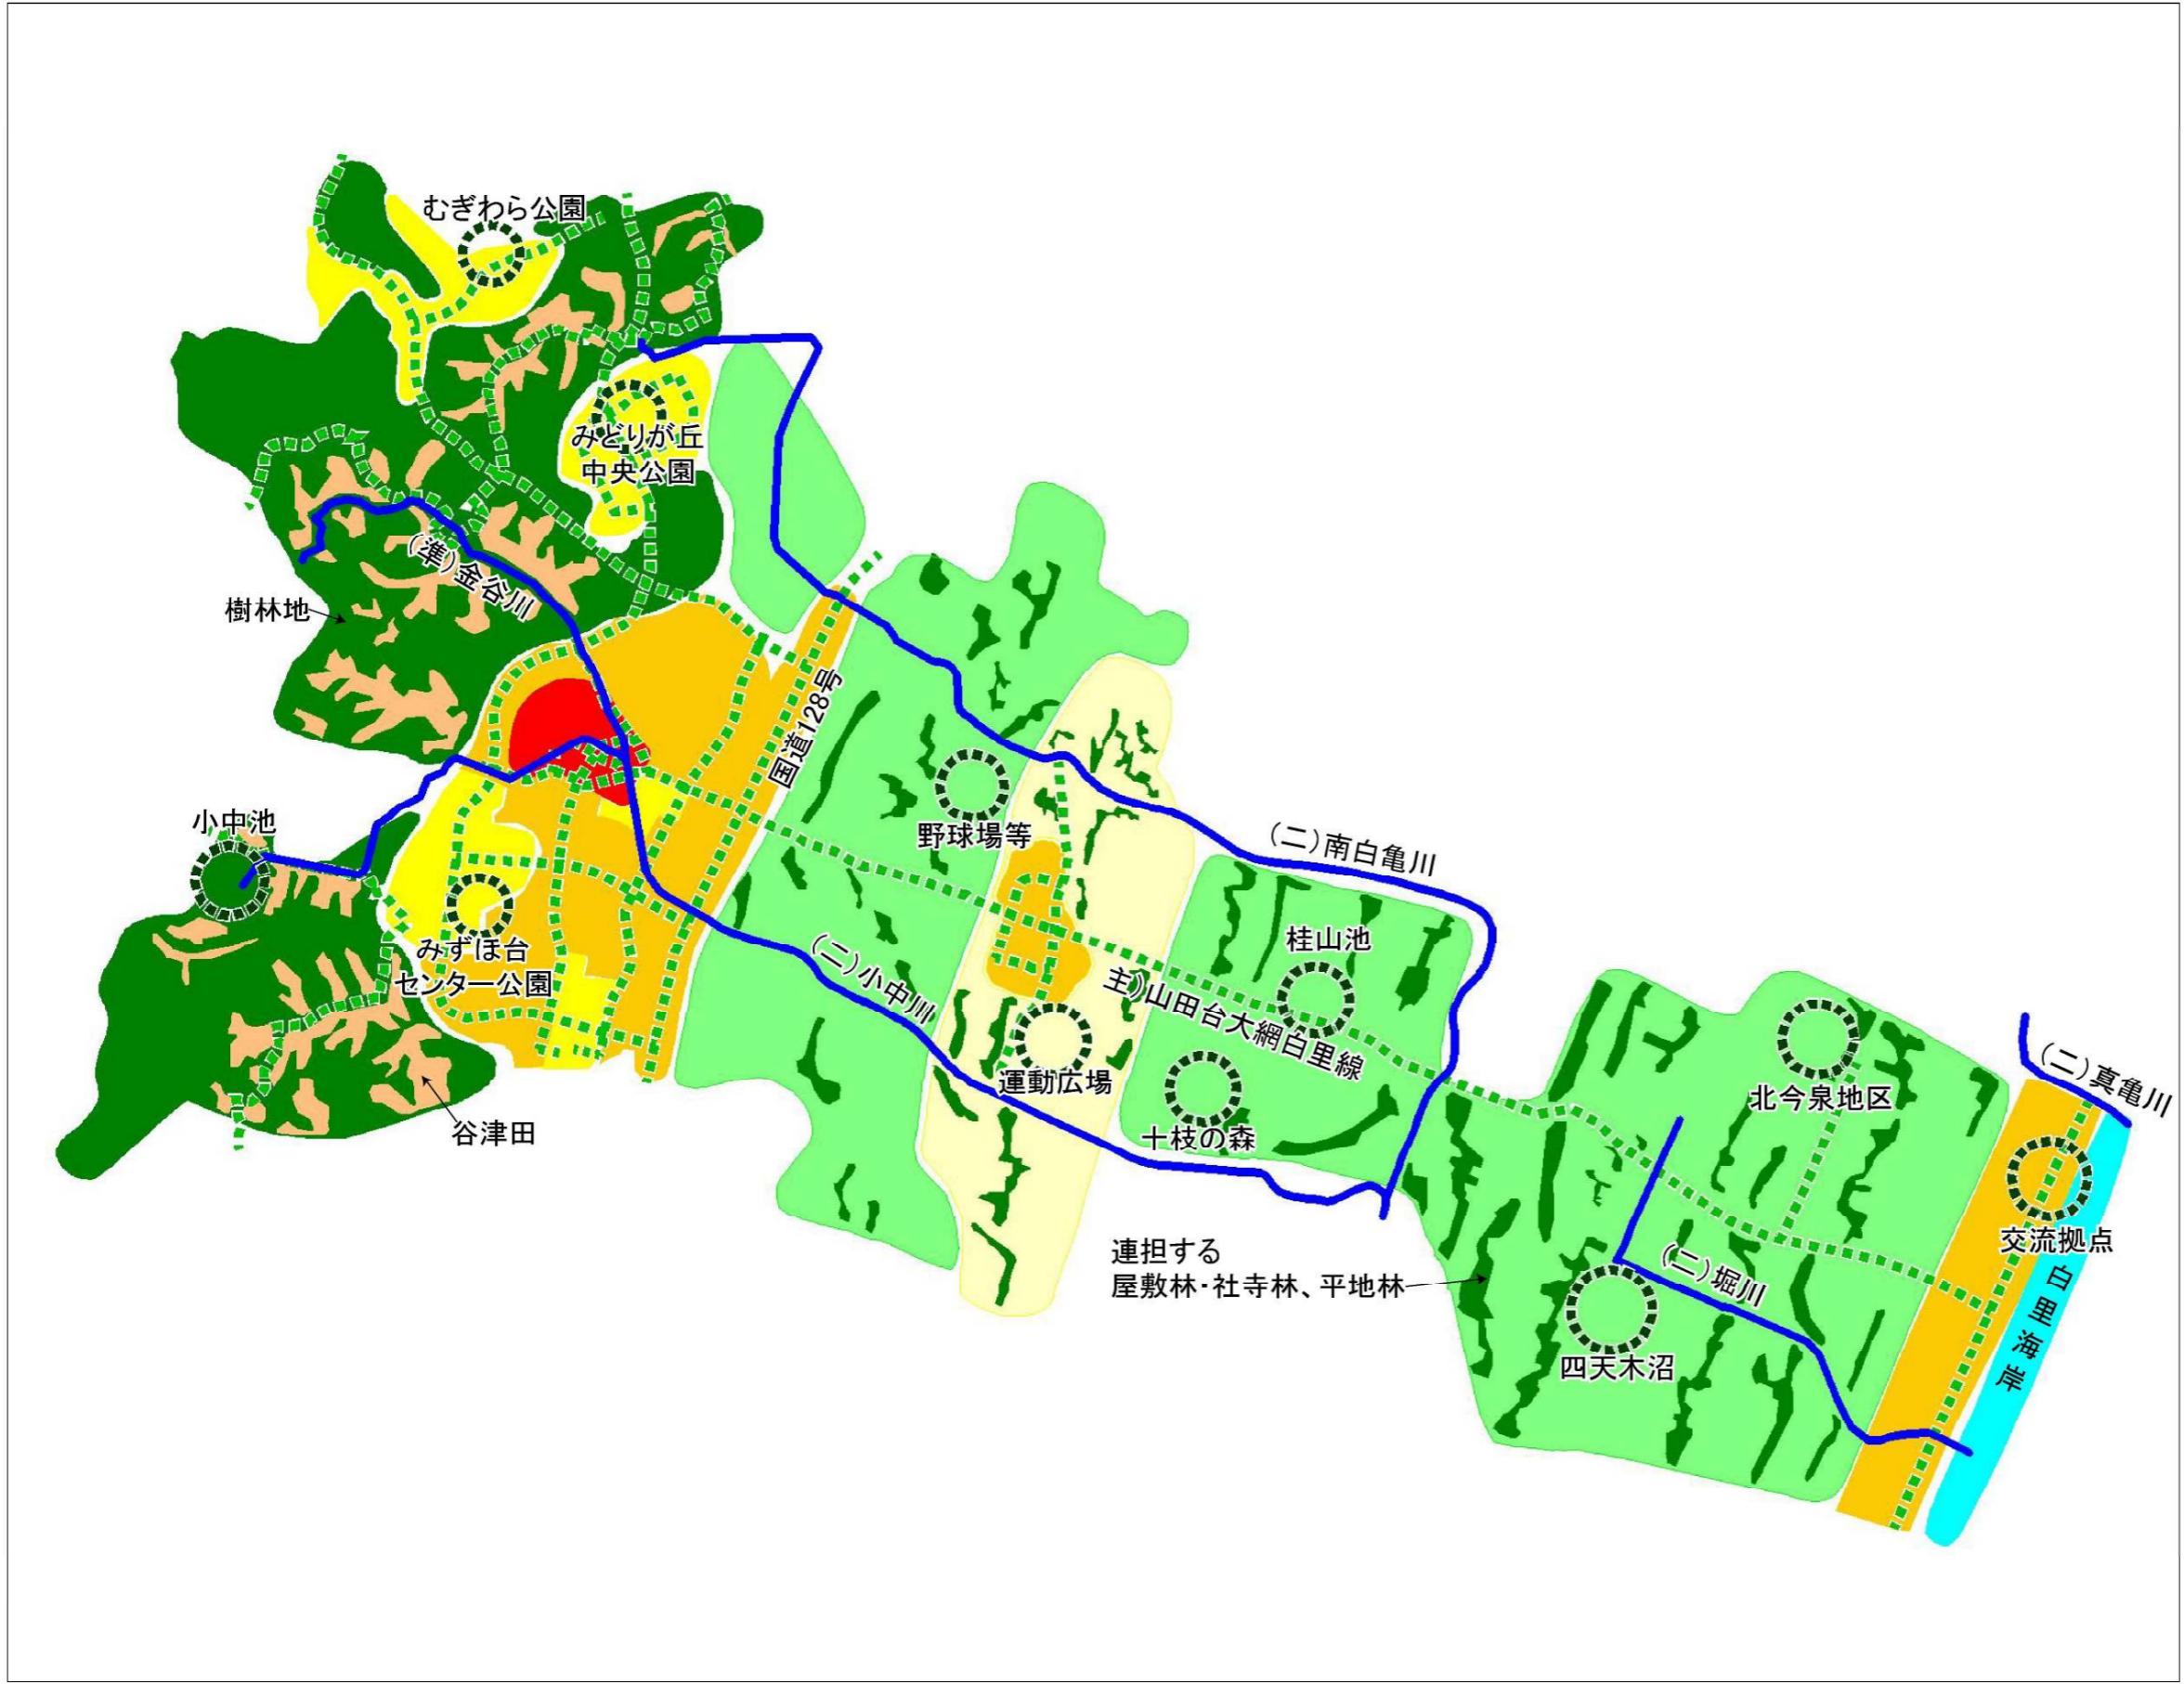 むぎわら公園
みどりが丘
中央公園
(準)金谷川
樹林地
国道128号
小中池
野球場等
(二)南白亀川
みずほ台
センター公園
(二)小中川
桂山池
主)山田台大網白里線
運動広場
十枝の森
谷津田
北今泉地区
(二)真亀川
交流拠点
連担する
屋敷林・社寺林、平地林
(二)堀川
白里海岸
四天木沼